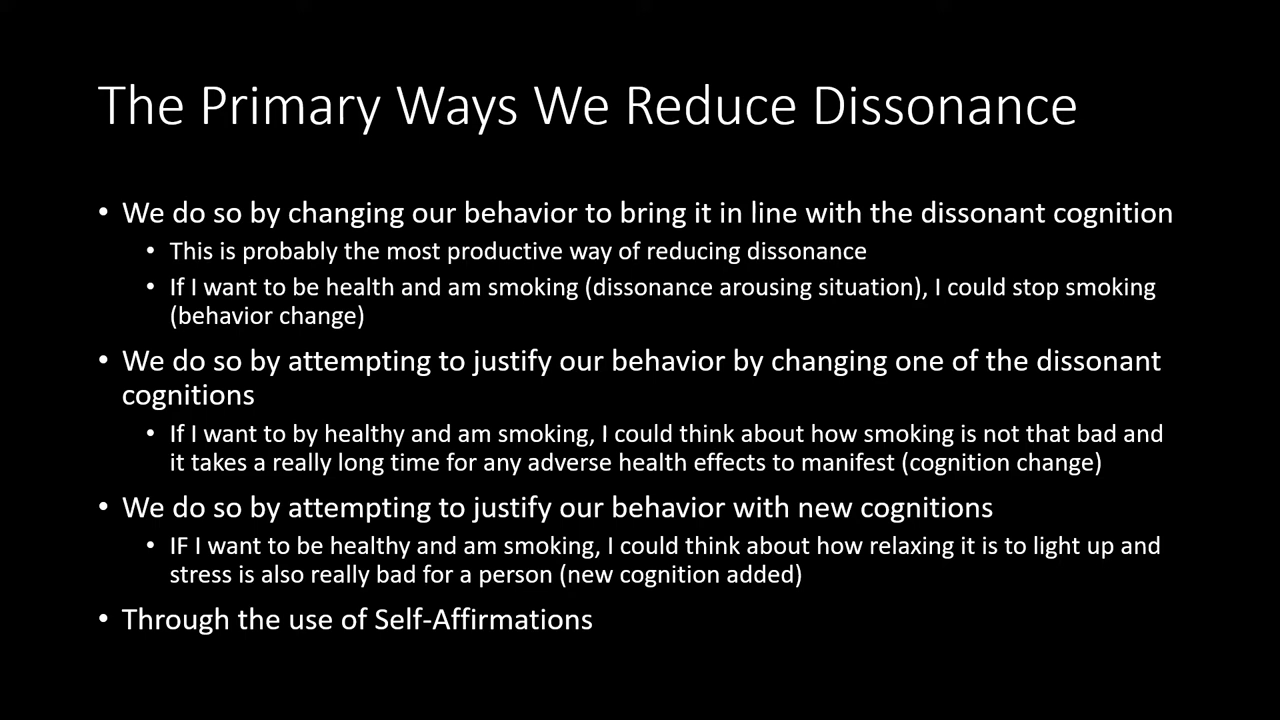 The Primary Ways We Reduce Dissonance
• We do so by changing our behavior to bring it in line with the dissonant cognition
• This is probably the most productive way of reducing dissonance
• If I want to be health and am smoking (dissonance arousing situation), I could stop smoking
(behavior change)
• We do so by attempting to justify our behavior by changing one of the dissonant
cognitions
• If I want to by healthy and am smoking, I could think about how smoking is not that bad and
it takes a really long time for any adverse health effects to manifest (cognition change)
• We do so by attempting to justify our behavior with new cognitions
• IF I want to be healthy and am smoking, I could think about how relaxing it is to light up and
stress is also really bad for a person (new cognition added)
• Through the use of Self-Affirmations